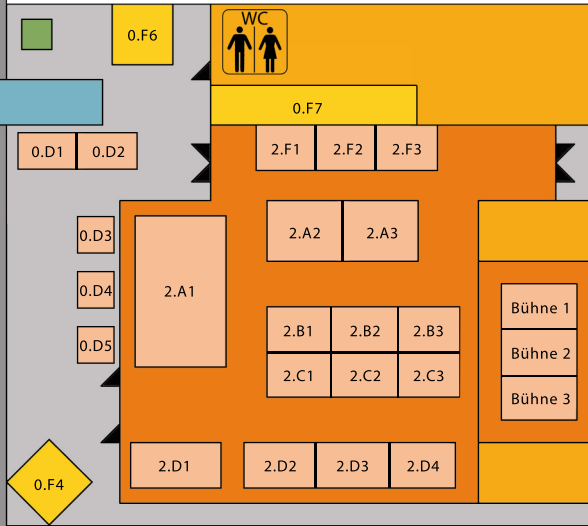 WC
0.F6
0.F7
0.D1 0.D2
2.F1 2.F2 2.F3
0.D3
2.A2 2.A3
0.D4
2.A1
Bühne 1
2.B1 2.B2 2.B3
0.D5
Bühne 2
2.C1 2.C2 2.C3
Bühne 3
2.D1 2.D2 2.D3 2.D4
0.F4